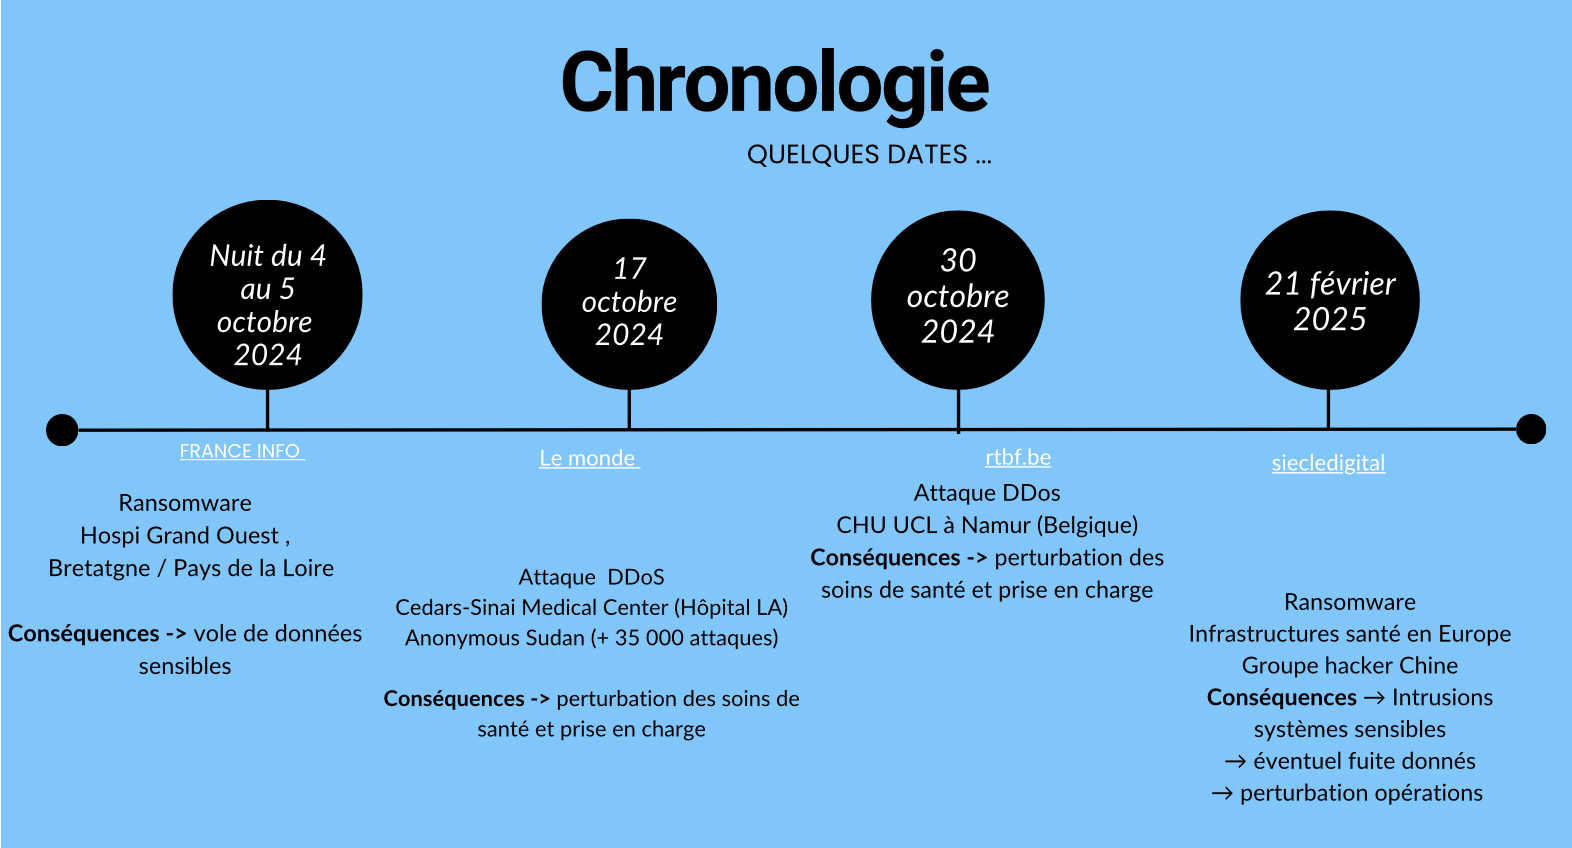 Chronologie
QUELQUES DATES ...
Nuit du 4
au 5
octobre
2024
17
octobre
2024
30
octobre
2024
21 février
2025
FRANCE INFO
Ransomware
Hospi Grand Ouest ,
Bretatgne / Pays de la Loire
Conséquences -> vole de données
sensibles
Le monde
Attaque DDoS
Cedars-Sinai Medical Center (Hôpital LA)
Anonymous Sudan (+ 35 000 attaques)
Conséquences -> perturbation des soins de
santé et prise en charge
rtbf.be
Attaque DDos
CHU UCL à Namur (Belgique)
Conséquences -> perturbation des
soins de santé et prise en charge
siecledigital
Ransomware
Infrastructures santé en Europe
Groupe hacker Chine
Conséquences → Intrusions
systèmes sensibles
→ éventuel fuite donnés
→ perturbation opérations